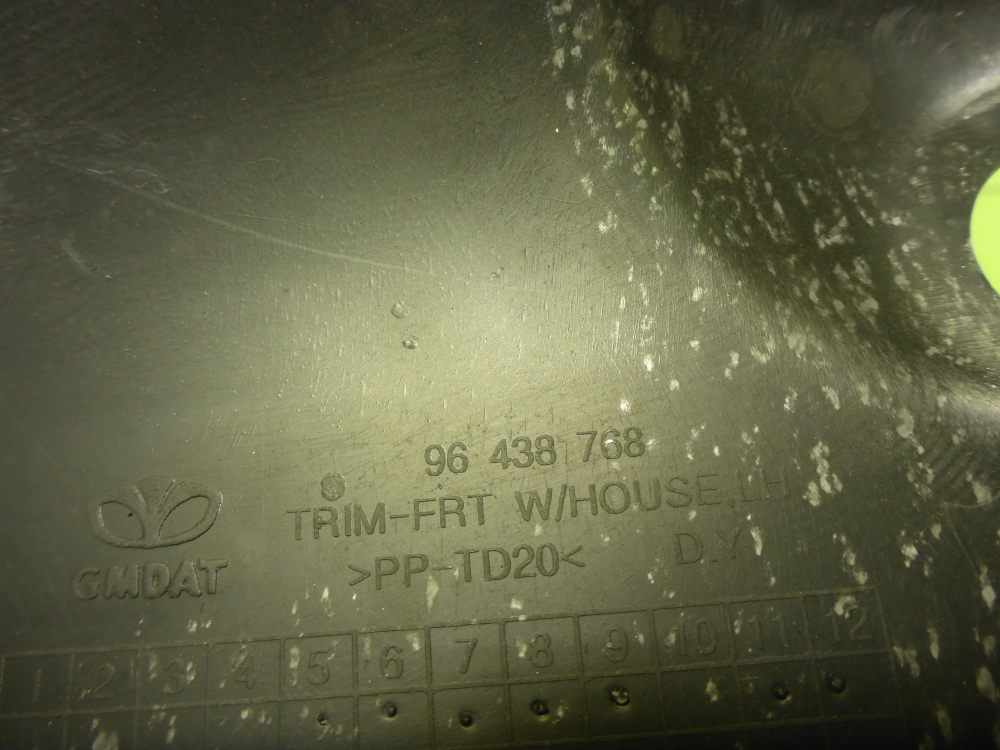 96 438 768
TRIM-FRT W/HOUSE,LH
>PP-TD20< D.Y
GMDAT
1 2 3 4 5 6 7 8 9 10 11 12